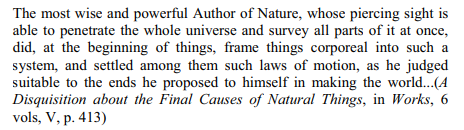 The most wise and powerful Author of Nature, whose piercing sight is
able to penetrate the whole universe and survey all parts of it at once,
did, at the beginning of things, frame things corporeal into such a
system, and settled among them such laws of motion, as he judged
suitable to the ends he proposed to himself in making the world...(A
Disquisition about the Final Causes of Natural Things, in Works, 6
vols, V, p. 413)